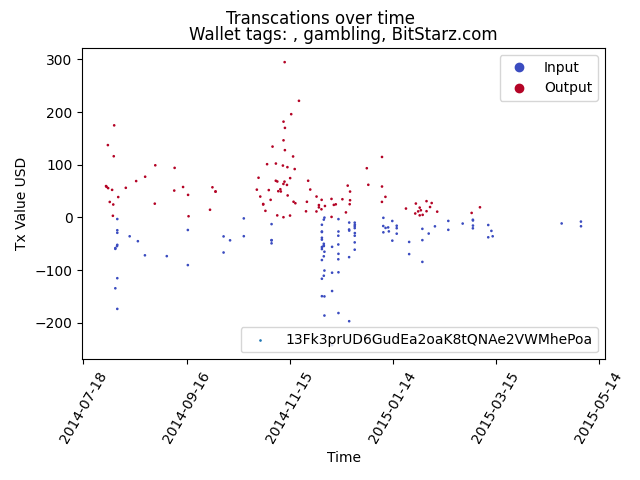 Transcations over time
Wallet tags: , gambling, BitStarz.com
Input
Output
Tx Value USD
300
200
100
0
−100
−200
13Fk3prUD6GudEa2oaK8tQNAe2VWMhePoa
2014-07-18
2014-09-16
2014-11-15
2015-01-14
2015-03-15
2015-05-14
Time